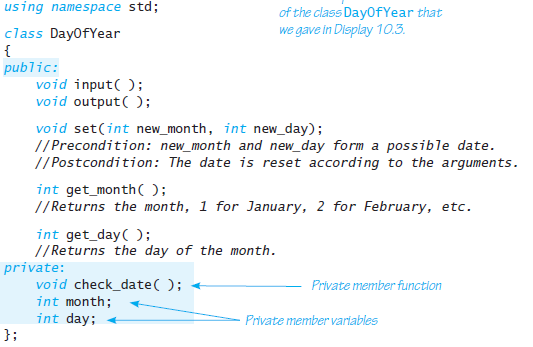 using namespace std;
of the class DayOfYear that
we gave in Display 10.3.
class DayOfYear
{
public:
void input( );
void output( );
void set(int new_month, int new_day);
//Precondition: new_month and new_day form a possible date.
//Postcondition: The date is reset according to the arguments.
int get_month( );
//Returns the month, 1 for January, 2 for February, etc.
int get_day( );
//Returns the day of the month.
private:
void check_date( );
Private member function
int month;
int day;
Private member variables
};